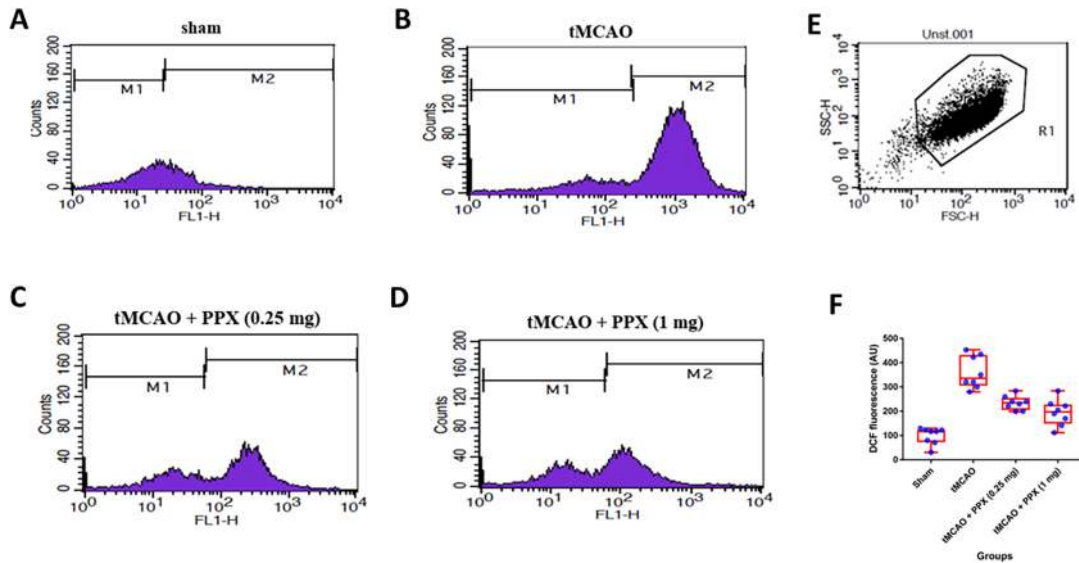 A
sham
200
160
120
80
40
0
Counts
M1
M2
10^0 10^1 10^2 10^3 10^4
FL1-H
B
tMCAO
200
160
120
80
40
0
Counts
M1
M2
10^0 10^1 10^2 10^3 10^4
FL1-H
E
Unst.001
10^4
10^3
10^2
10^1
10^0
SSC-H
R1
10^0 10^1 10^2 10^3 10^4
FSC-H
C
tMCAO + PPX (0.25 mg)
200
160
120
80
40
0
Counts
M1
M2
10^0 10^1 10^2 10^3 10^4
FL1-H
D
tMCAO + PPX (1 mg)
200
160
120
80
40
0
Counts
M1
M2
10^0 10^1 10^2 10^3 10^4
FL1-H
F
500
400
300
200
100
0
DCF fluorescence (AU)
Sham
tMCAO
tMCAO + PPX (0.25 mg)
tMCAO + PPX (1 mg)
Groups